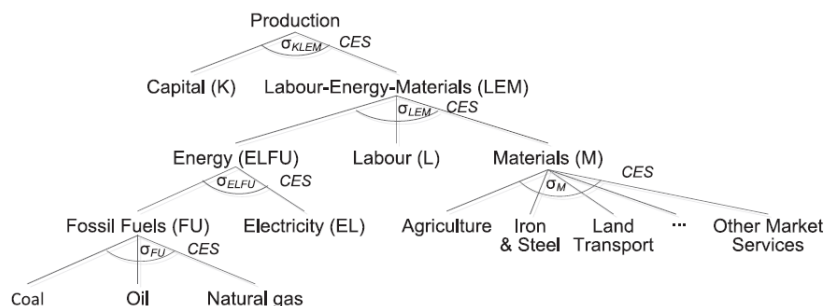 Production
σKLEM CES
Capital (K) Labour-Energy-Materials (LEM)
σLEM CES
Energy (ELFU) Labour (L) Materials (M)
σELFU CES σM CES
Fossil Fuels (FU) Electricity (EL) Agriculture Iron & Steel Land Transport ... Other Market Services
σFU CES
Coal Oil Natural gas